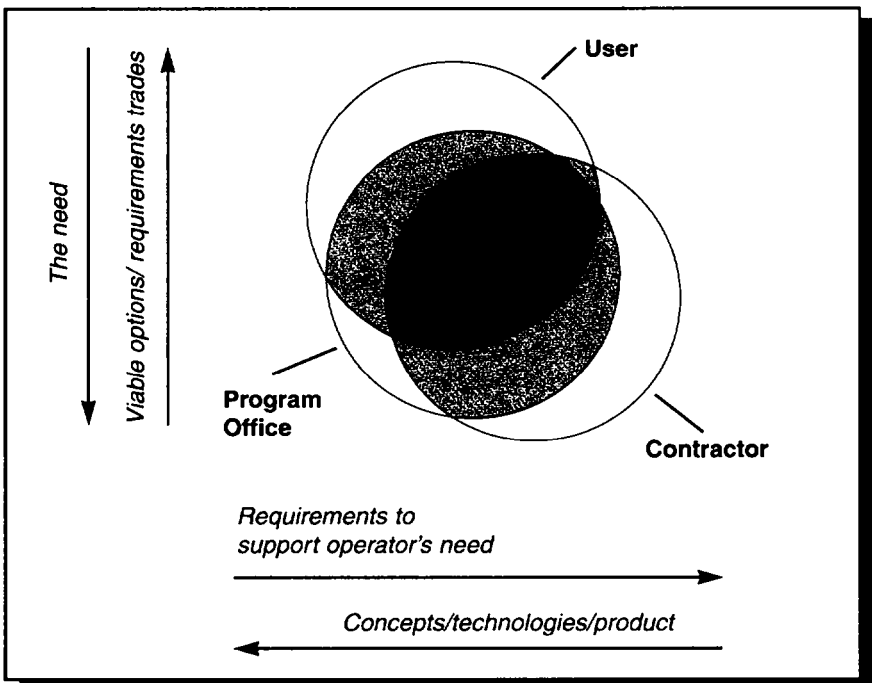 User
The need
Viable options/ requirements trades
Program
Office
Contractor
Requirements to
support operator's need
Concepts/technologies/product